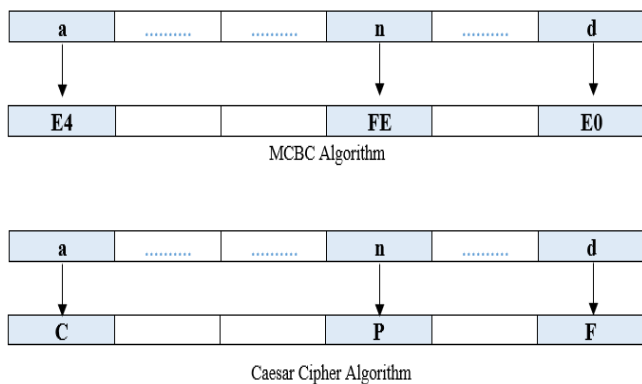 a .......... .......... n .......... d
E4 FE E0
MCBC Algorithm
a .......... .......... n .......... d
C P F
Caesar Cipher Algorithm